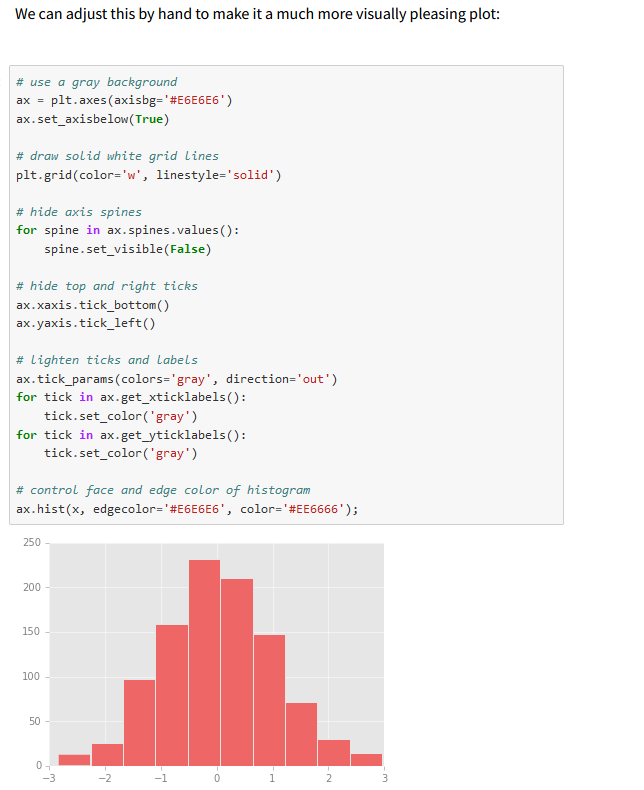 We can adjust this by hand to make it a much more visually pleasing plot:
# use a gray background
ax = plt.axes(axisbg='#E6E6E6')
ax.set_axisbelow(True)
# draw solid white grid lines
plt.grid(color='w', linestyle='solid')
# hide axis spines
for spine in ax.spines.values():
    spine.set_visible(False)
# hide top and right ticks
ax.xaxis.tick_bottom()
ax.yaxis.tick_left()
# lighten ticks and labels
ax.tick_params(colors='gray', direction='out')
for tick in ax.get_xticklabels():
    tick.set_color('gray')
for tick in ax.get_yticklabels():
    tick.set_color('gray')
# control face and edge color of histogram
ax.hist(x, edgecolor='#E6E6E6', color='#EE6666');
250
200
150
100
50
0
−3 −2 −1 0 1 2 3